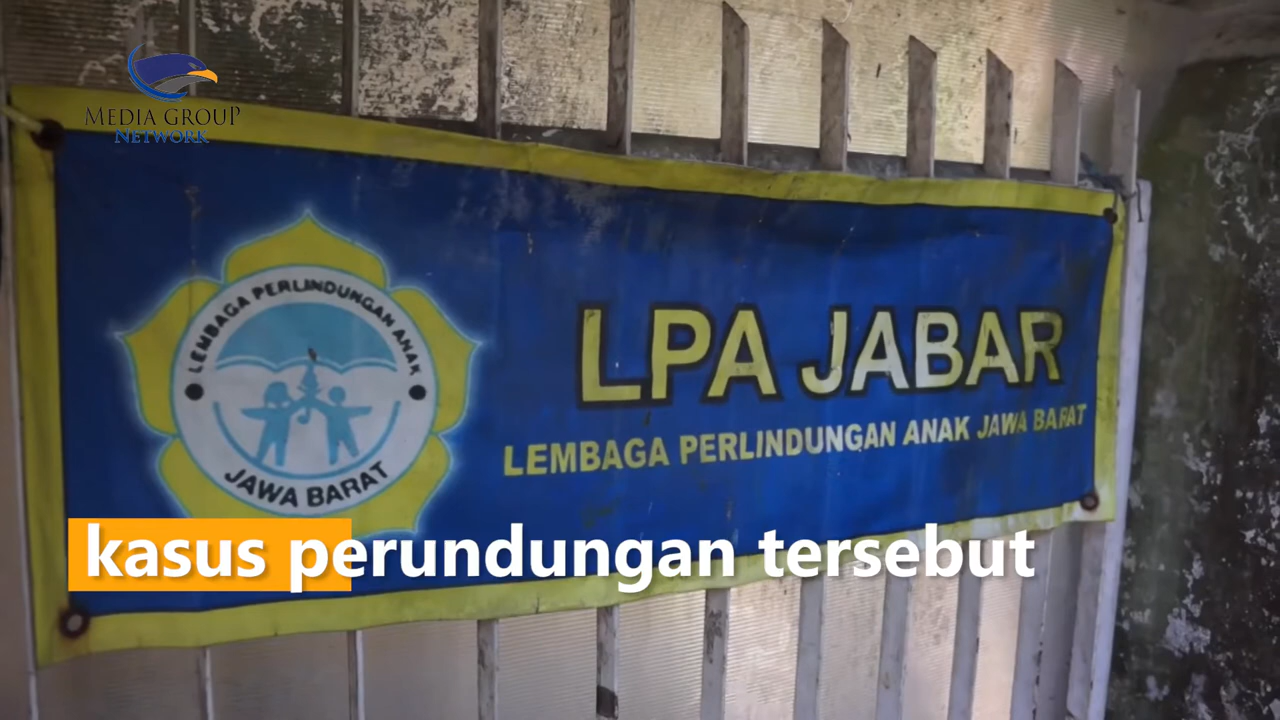 MEDIA GROUP
NETWORK
LEMBAGA PERLINDUNGAN ANAK
JAWA BARAT
LPA JABAR
LEMBAGA PERLINDUNGAN ANAK JAWA BARAT
kasus perundungan tersebut